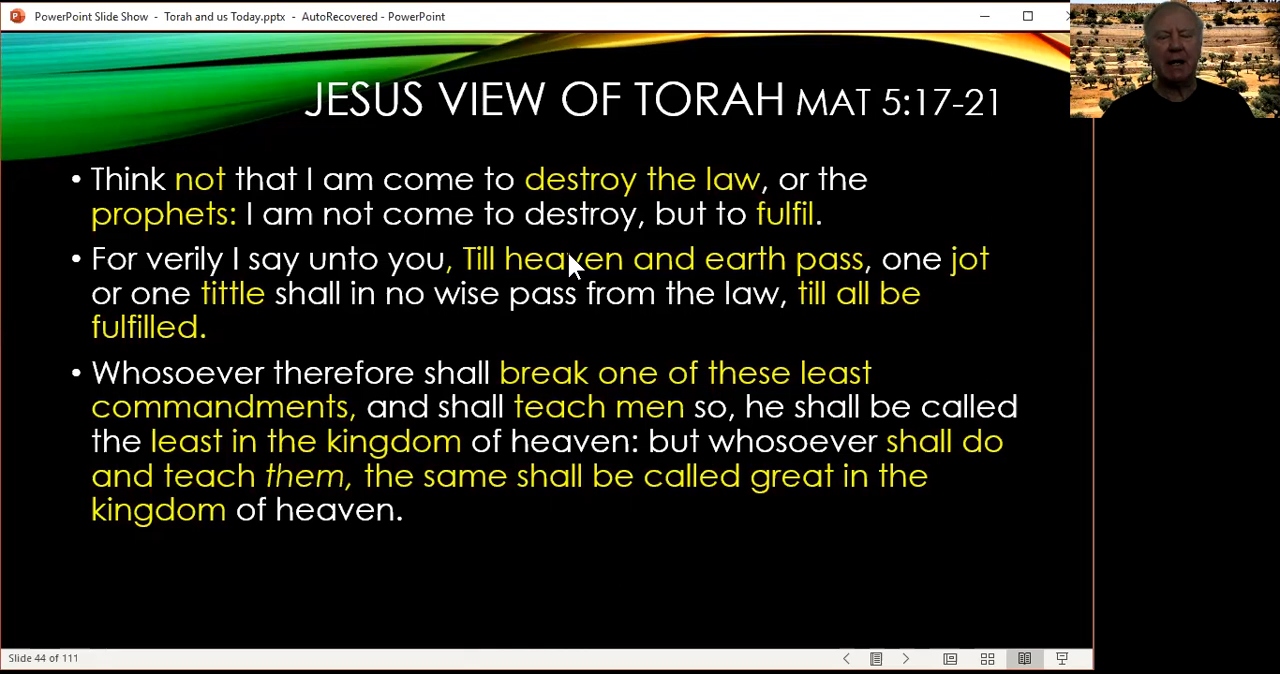 PowerPoint Slide Show - Torah and us Today.pptx - AutoRecovered - PowerPoint
JESUS VIEW OF TORAH MAT 5:17-21
• Think not that I am come to destroy the law, or the
prophets: I am not come to destroy, but to fulfil.
• For verily I say unto you, Till heaven and earth pass, one jot
or one tittle shall in no wise pass from the law, till all be
fulfilled.
• Whosoever therefore shall break one of these least
commandments, and shall teach men so, he shall be called
the least in the kingdom of heaven: but whosoever shall do
and teach them, the same shall be called great in the
kingdom of heaven.
Slide 44 of 111